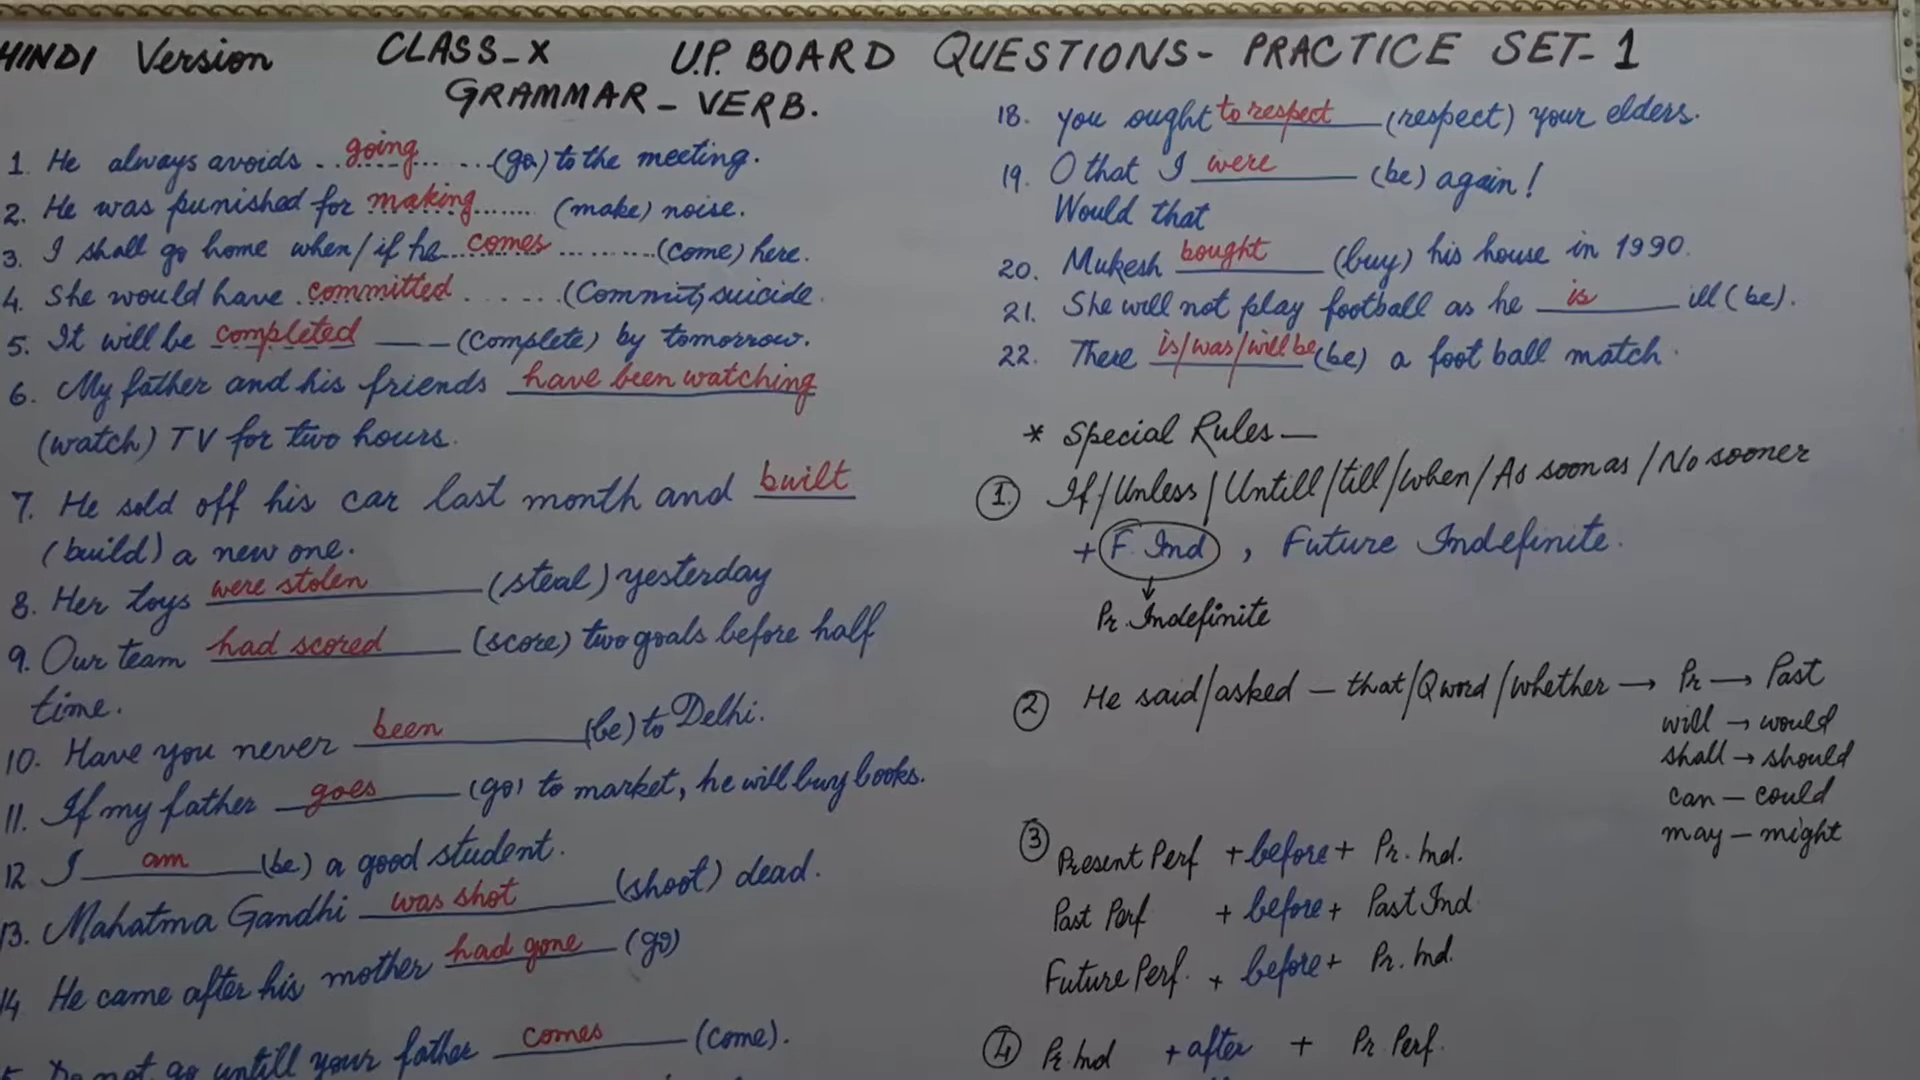 HINDI Version CLASS-X U.P. BOARD QUESTIONS - PRACTICE SET-1
GRAMMAR - VERB.
1. He always avoids ..going.... (go) to the meeting.
2. He was punished for making..... (make) noise.
3. I shall go home when/if he...comes......(come) here.
4. She would have .committed ......(Commit) suicide.
5. It will be completed ___ (Complete) by tomorrow.
6. My father and his friends have been watching
(watch) TV for two hours.
7. He sold off his car last month and built
(build) a new one.
8. Her toys were stolen (steal) yesterday
9. Our team had scored (score) two goals before half
time.
10. Have you never been (be) to Delhi.
11. If my father goes (go) to market, he will buy books.
12 I am (be) a good student.
13. Mahatma Gandhi was shot (shoot) dead.
14 He came after his mother had gone (go)
5. Do not go untill your father comes (come).
18. You ought to respect (respect) your elders.
19. O that I were (be) again!
Would that
20. Mukesh bought (buy) his house in 1990.
21. She will not play football as he is ill (be).
22. There is/was/will be (be) a foot ball match.
* Special Rules —
① If/Unless/Untill/till/when/As soon as/No sooner
+ F. Ind , Future Indefinite.
Pr. Indefinite
② He said/asked — that/Qword/whether → Pr → Past
will → would
shall → should
can — could
may — might
③ Present Perf + before + Pr. Ind.
Past Perf + before + Past Ind
Future Perf. + before + Pr. Ind.
④ Pr. Ind + after + Pr Perf.